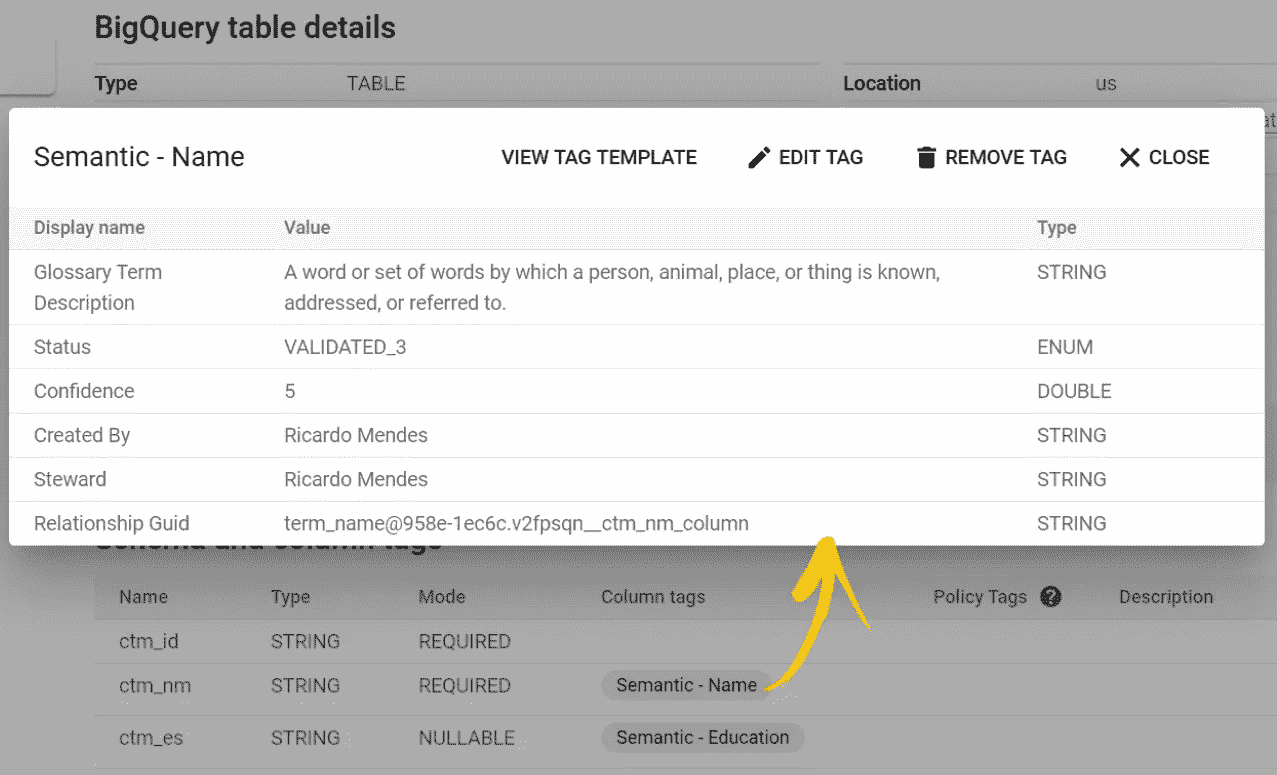 BigQuery table details
Type TABLE Location us
Semantic - Name VIEW TAG TEMPLATE EDIT TAG REMOVE TAG CLOSE
Display name Value Type
Glossary Term A word or set of words by which a person, animal, place, or thing is known, STRING
Description addressed, or referred to.
Status VALIDATED_3 ENUM
Confidence 5 DOUBLE
Created By Ricardo Mendes STRING
Steward Ricardo Mendes STRING
Relationship Guid term_name@958e-1ec6c.v2fpsqn__ctm_nm_column STRING
Schema and column tags
Name Type Mode Column tags Policy Tags ? Description
ctm_id STRING REQUIRED
ctm_nm STRING REQUIRED Semantic - Name
ctm_es STRING NULLABLE Semantic - Education